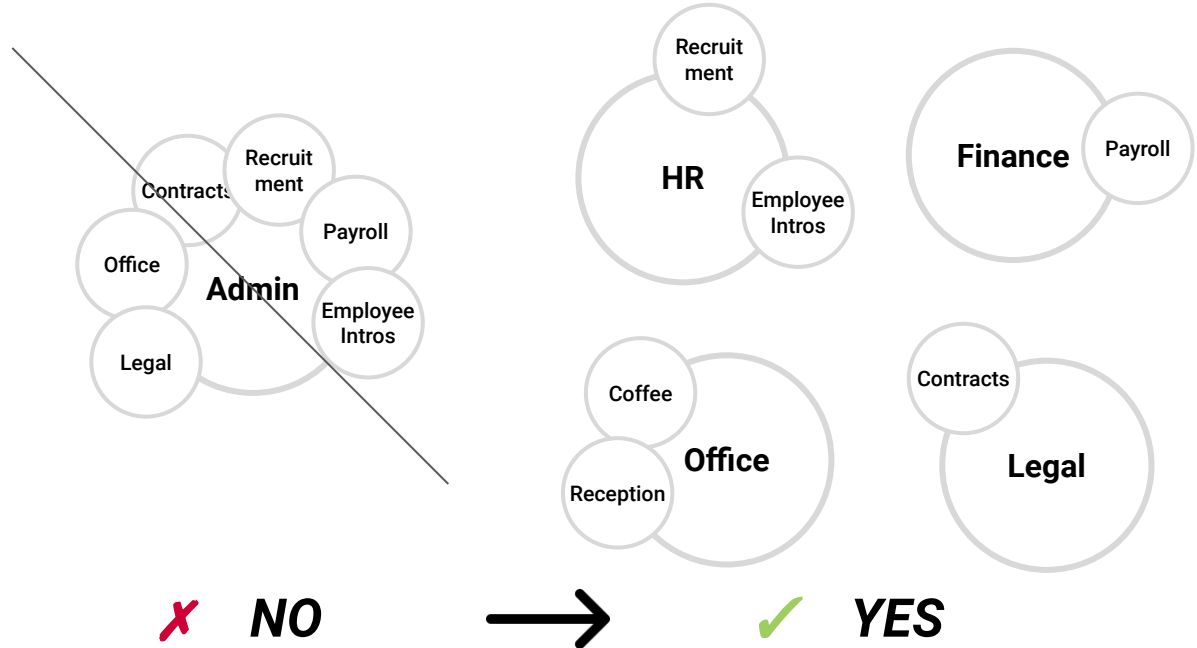 Contracts
Recruit
ment
Payroll
Office
Admin
Employee
Intros
Legal
Recruit
ment
HR
Employee
Intros
Finance
Payroll
Coffee
Office
Reception
Contracts
Legal
✗ NO
✓ YES